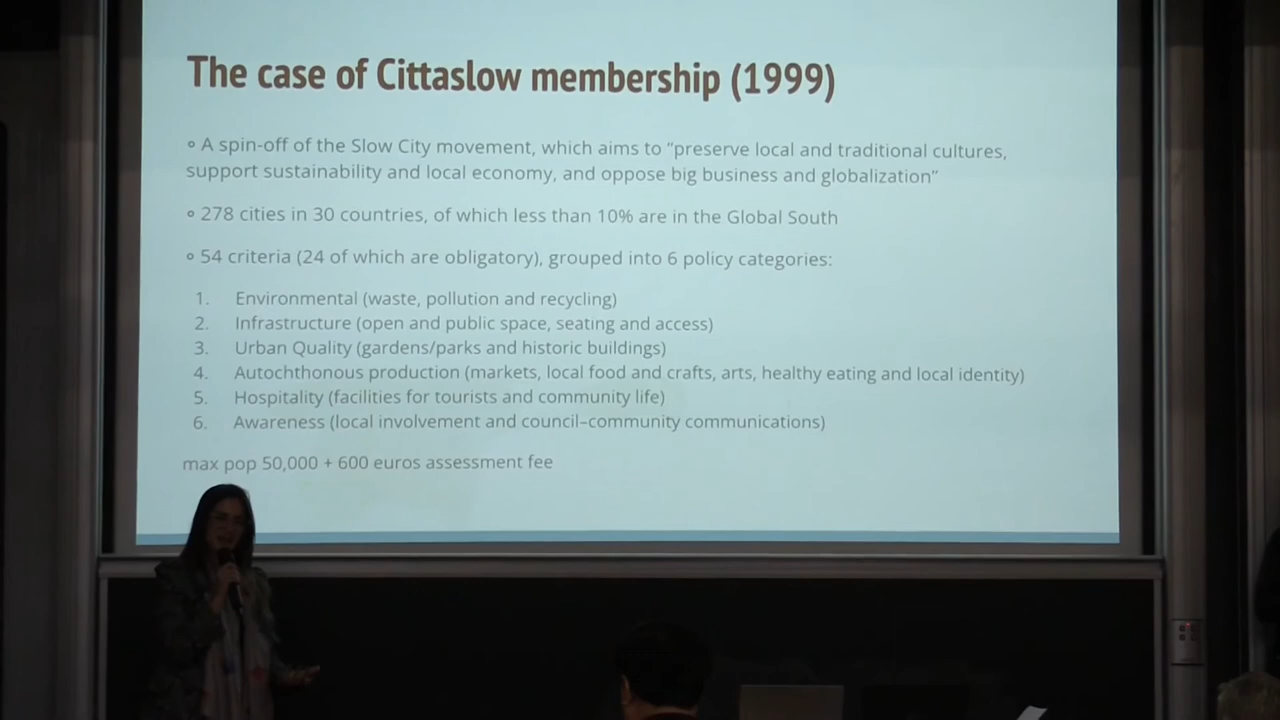 The case of Cittaslow membership (1999)
∘ A spin-off of the Slow City movement, which aims to “preserve local and traditional cultures,
support sustainability and local economy, and oppose big business and globalization”
∘ 278 cities in 30 countries, of which less than 10% are in the Global South
∘ 54 criteria (24 of which are obligatory), grouped into 6 policy categories:
1. Environmental (waste, pollution and recycling)
2. Infrastructure (open and public space, seating and access)
3. Urban Quality (gardens/parks and historic buildings)
4. Autochthonous production (markets, local food and crafts, arts, healthy eating and local identity)
5. Hospitality (facilities for tourists and community life)
6. Awareness (local involvement and council–community communications)
max pop 50,000 + 600 euros assessment fee